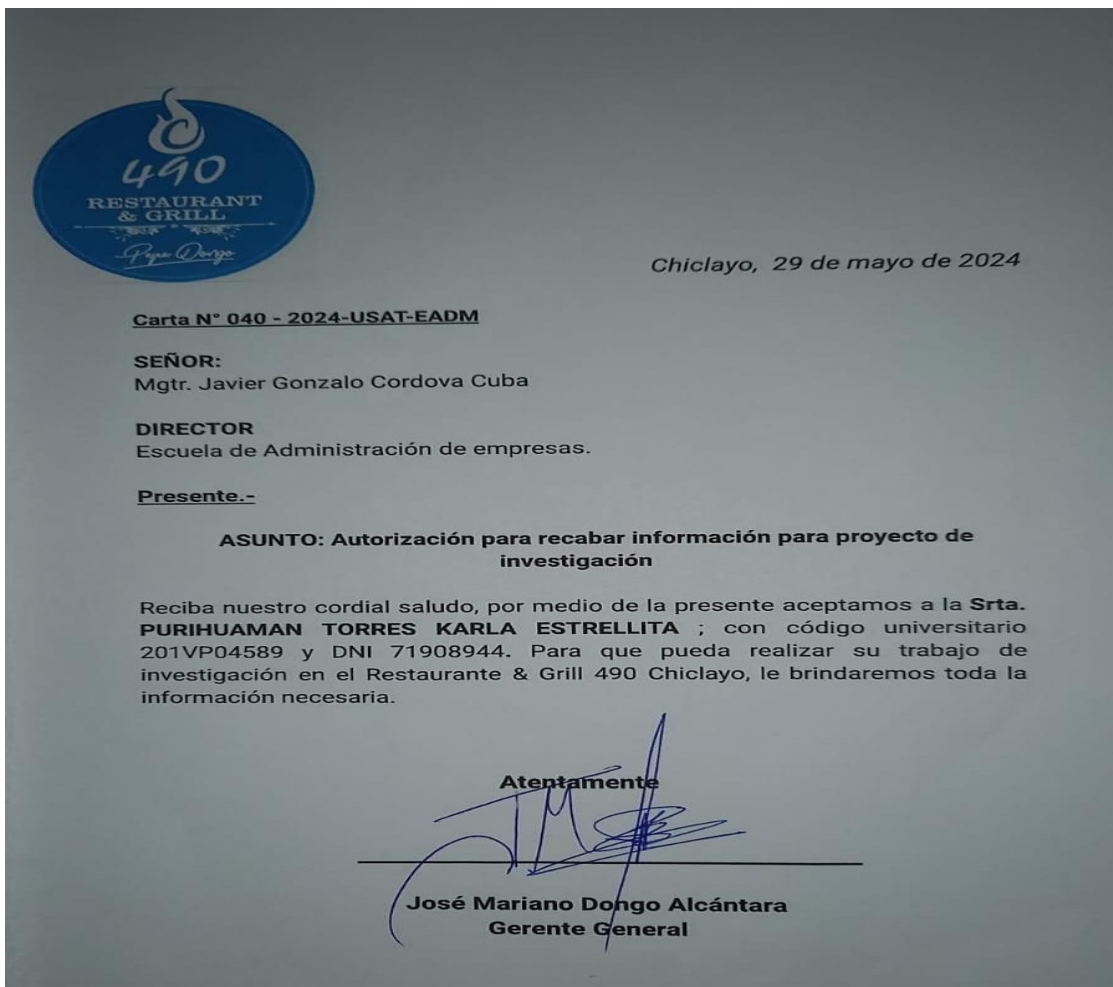 490
RESTAURANT
& GRILL
Pepe Dongo
Chiclayo, 29 de mayo de 2024
Carta N° 040 - 2024-USAT-EADM
SEÑOR:
Mgtr. Javier Gonzalo Cordova Cuba
DIRECTOR
Escuela de Administración de empresas.
Presente.-
ASUNTO: Autorización para recabar información para proyecto de
investigación
Reciba nuestro cordial saludo, por medio de la presente aceptamos a la Srta.
PURIHUAMAN TORRES KARLA ESTRELLITA ; con código universitario
201VP04589 y DNI 71908944. Para que pueda realizar su trabajo de
investigación en el Restaurante & Grill 490 Chiclayo, le brindaremos toda la
información necesaria.
Atentamente
José Mariano Dongo Alcántara
Gerente General